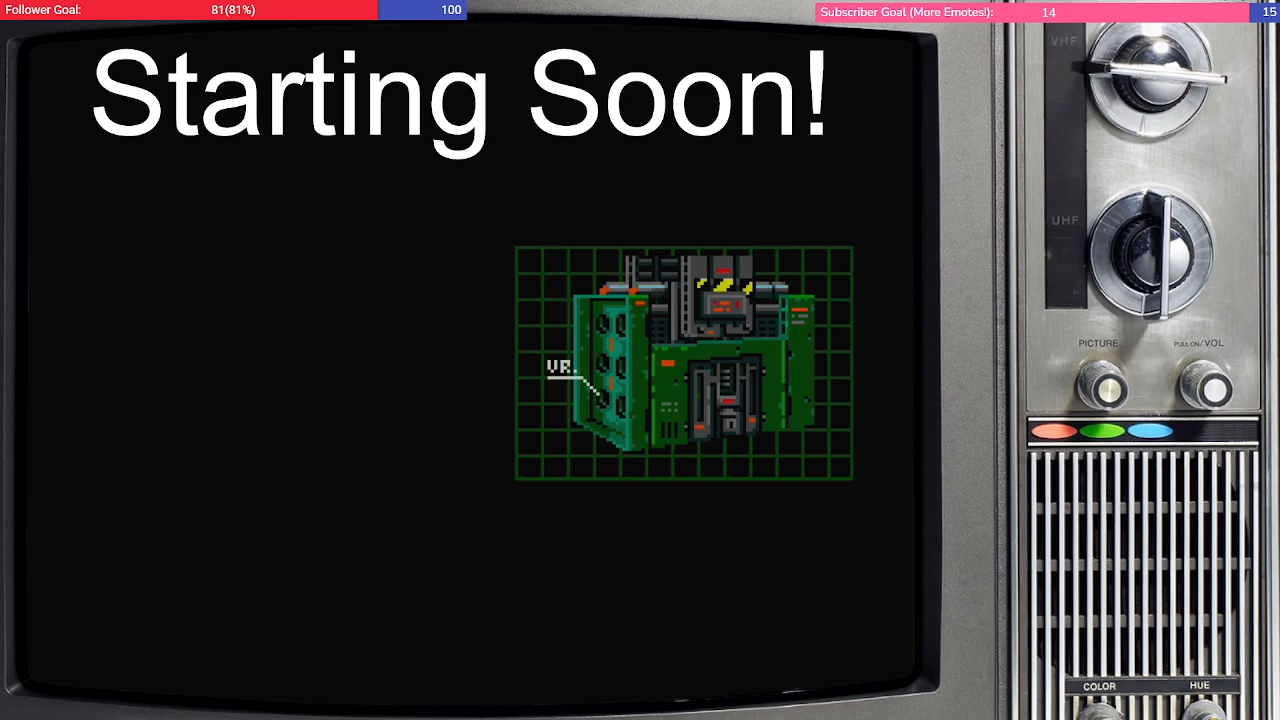 Follower Goal: 81(81%) 100
Subscriber Goal (More Emotes!): 14 15
Starting Soon!
VHF
UHF
VR.
PICTURE
PULL ON/ VOL
COLOR
HUE